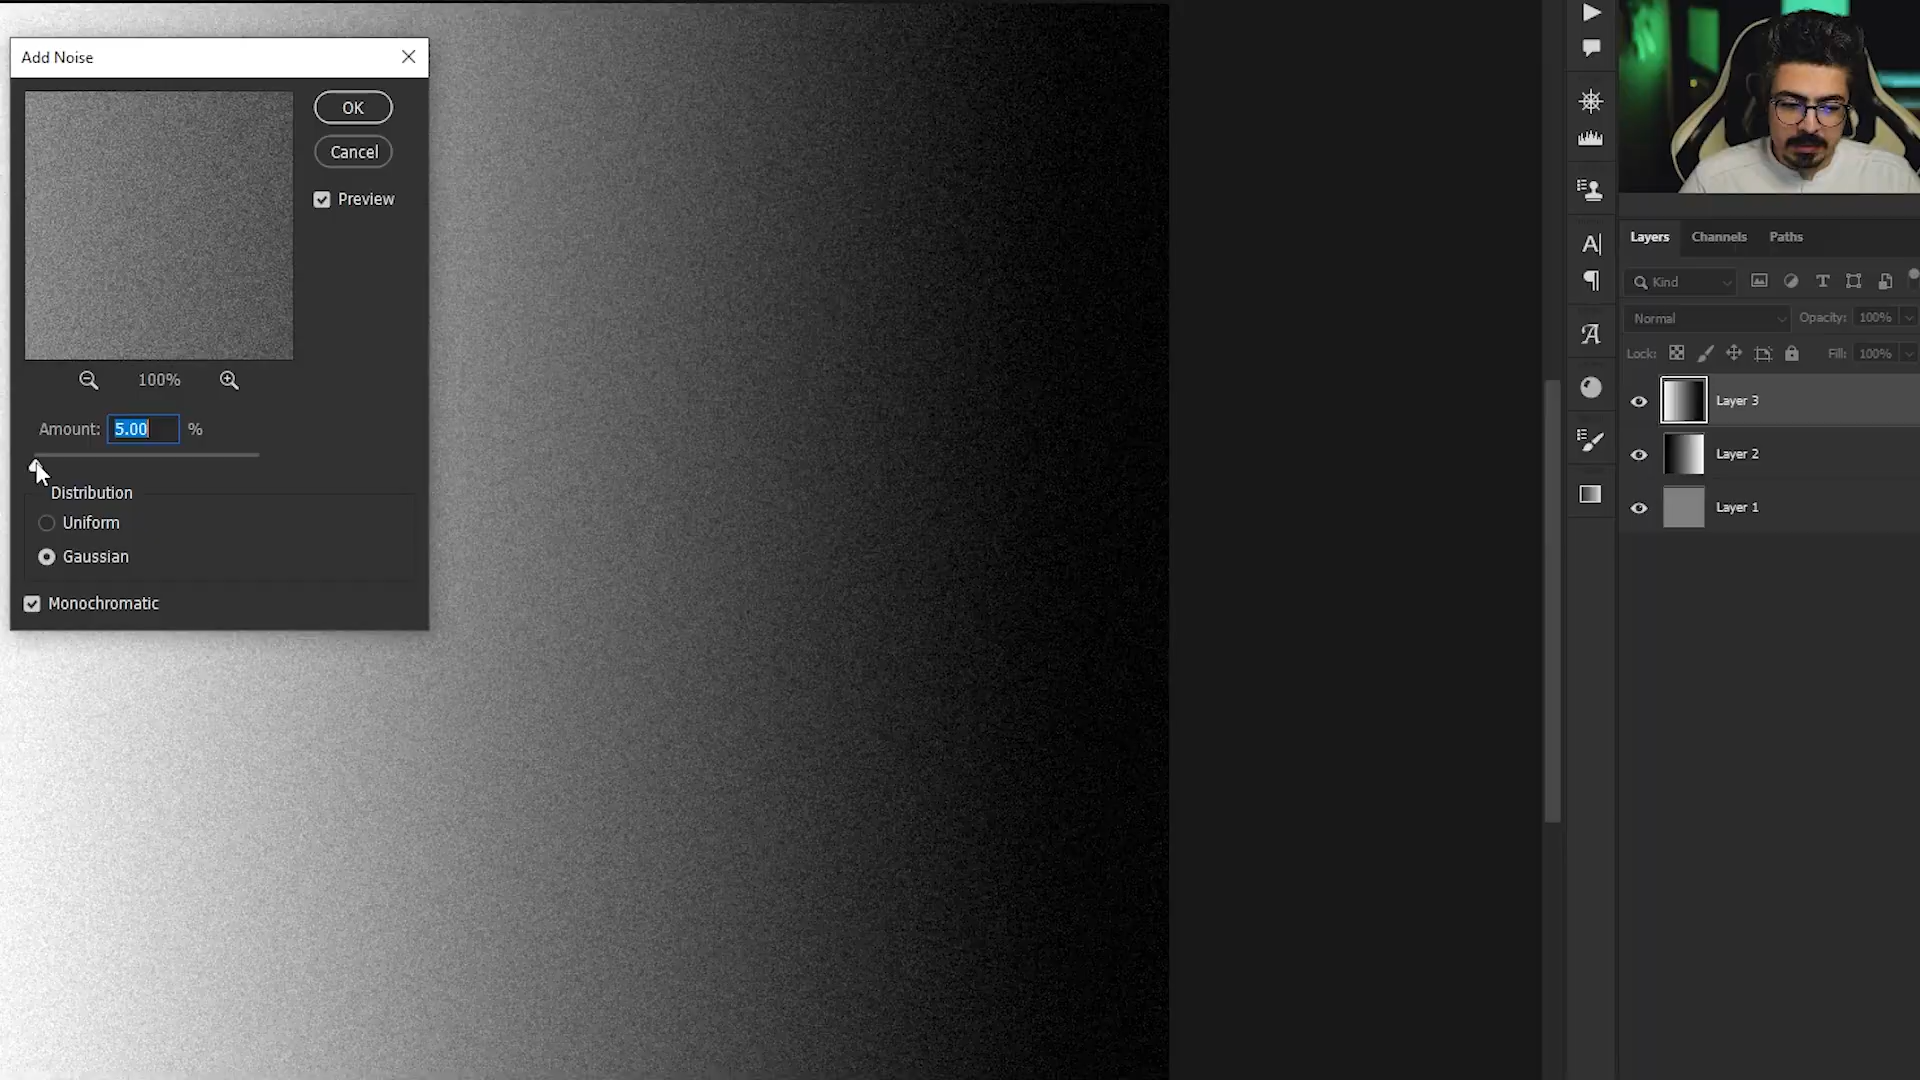 Add Noise
OK
Cancel
Preview
100%
Amount: 5.00 %
Distribution
Uniform
Gaussian
Monochromatic
Layers Channels Paths
Kind
Normal Opacity: 100%
Lock: Fill: 100%
Layer 3
Layer 2
Layer 1